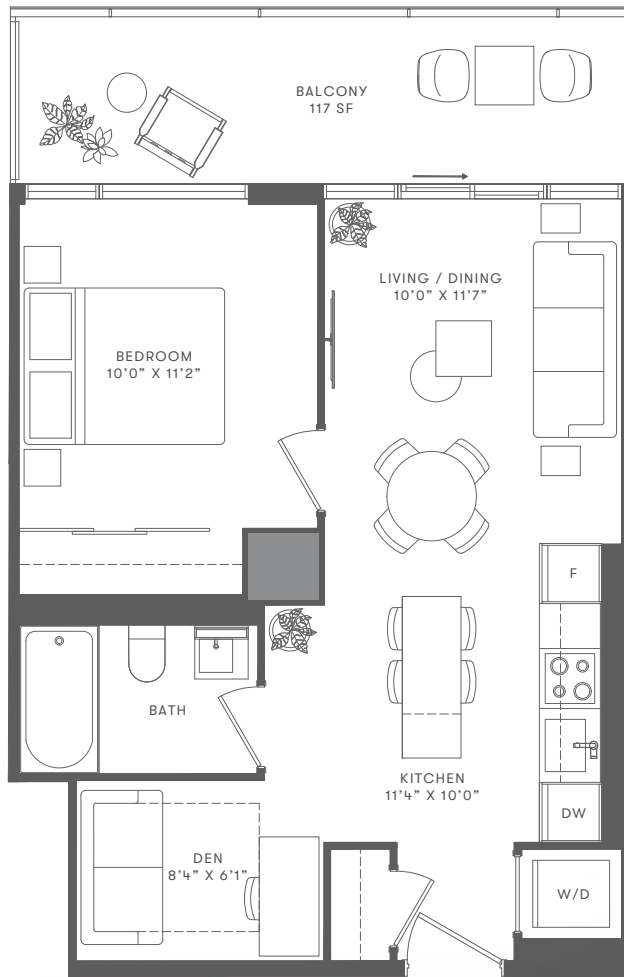 BALCONY
117 SF
LIVING / DINING
10'0" X 11'7"
BEDROOM
10'0" X 11'2"
F
BATH
KITCHEN
11'4" X 10'0"
DW
DEN
8'4" X 6'1"
W/D